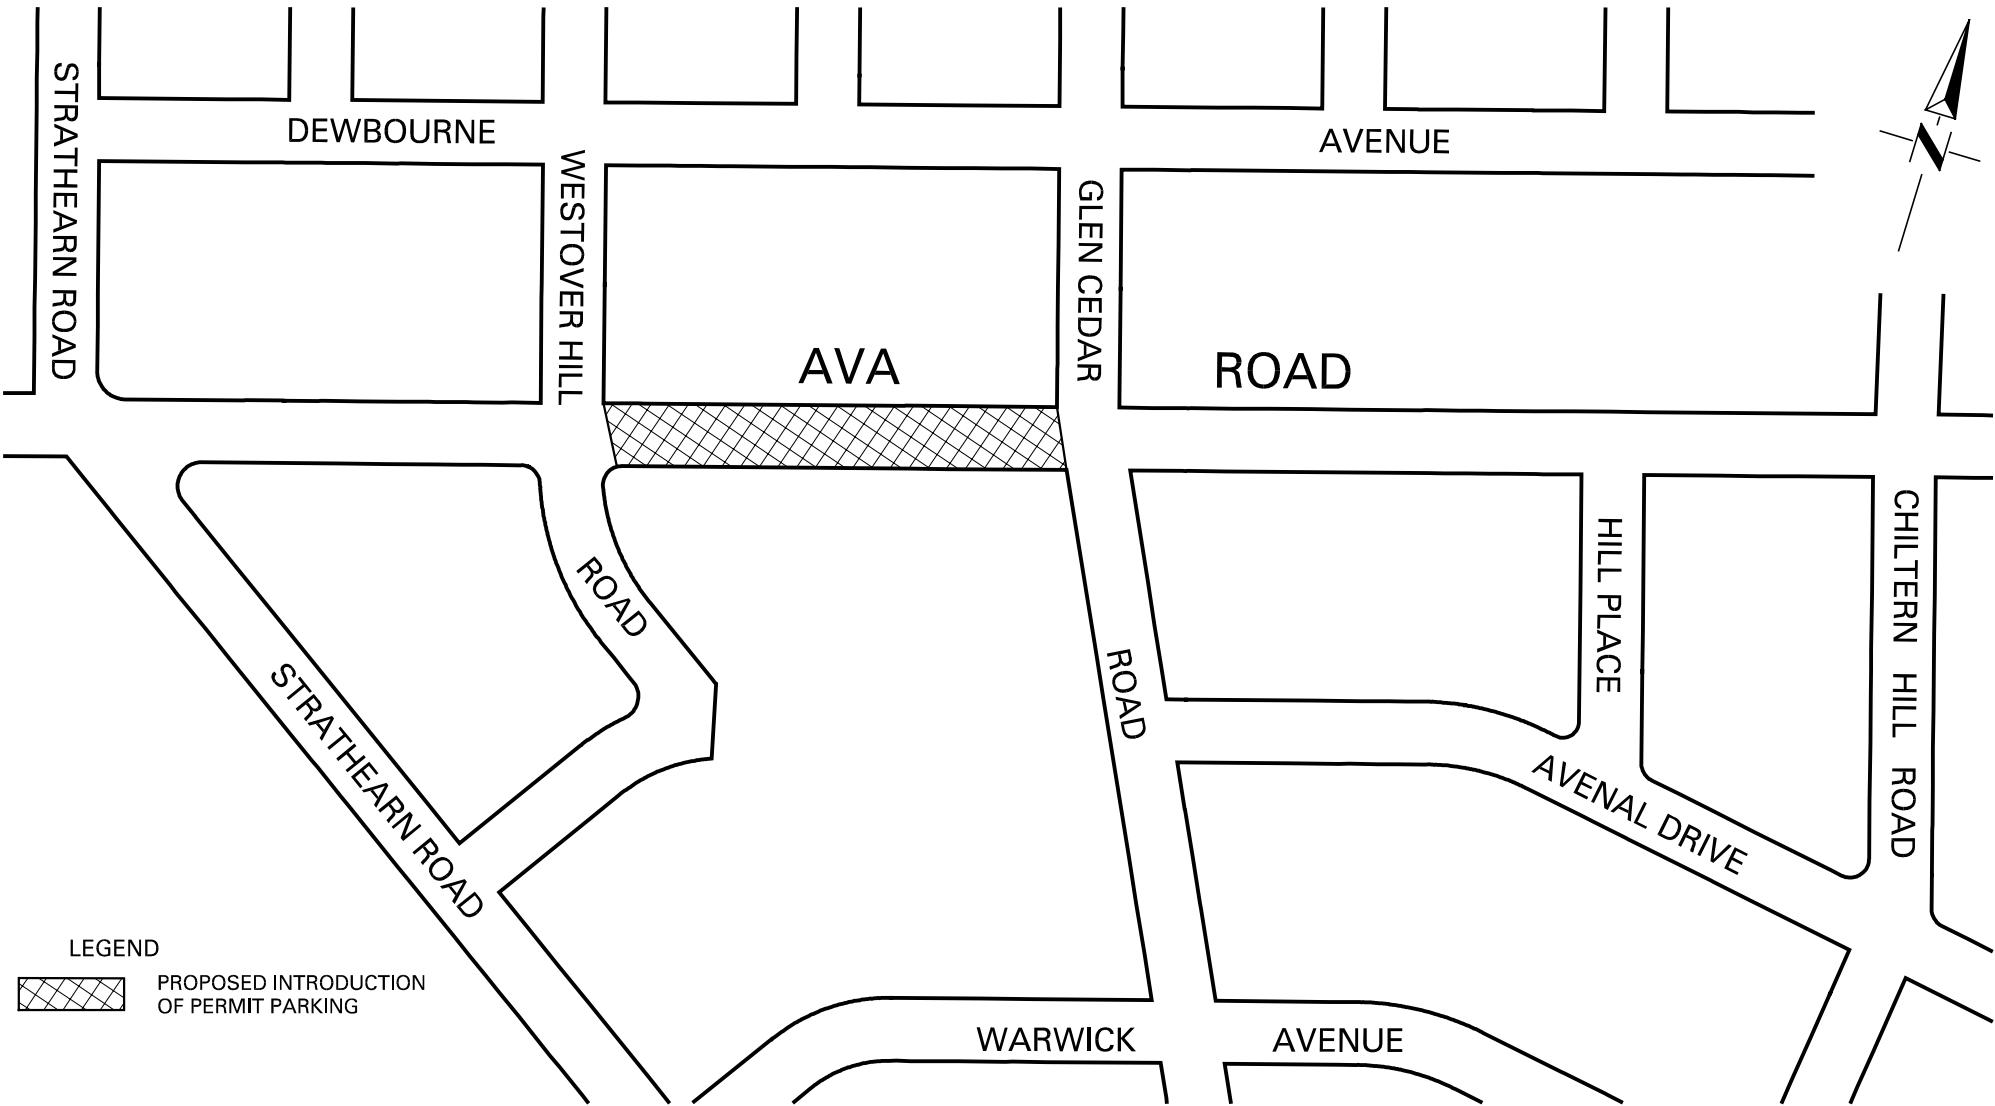 STRATHEARN ROAD
DEWBOURNE
AVENUE
N
WESTOVER HILL
GLEN CEDAR
AVA
ROAD
ROAD
ROAD
HILL PLACE
CHILTERN HILL ROAD
STRATHEARN ROAD
AVENAL DRIVE
LEGEND
PROPOSED INTRODUCTION
OF PERMIT PARKING
WARWICK
AVENUE